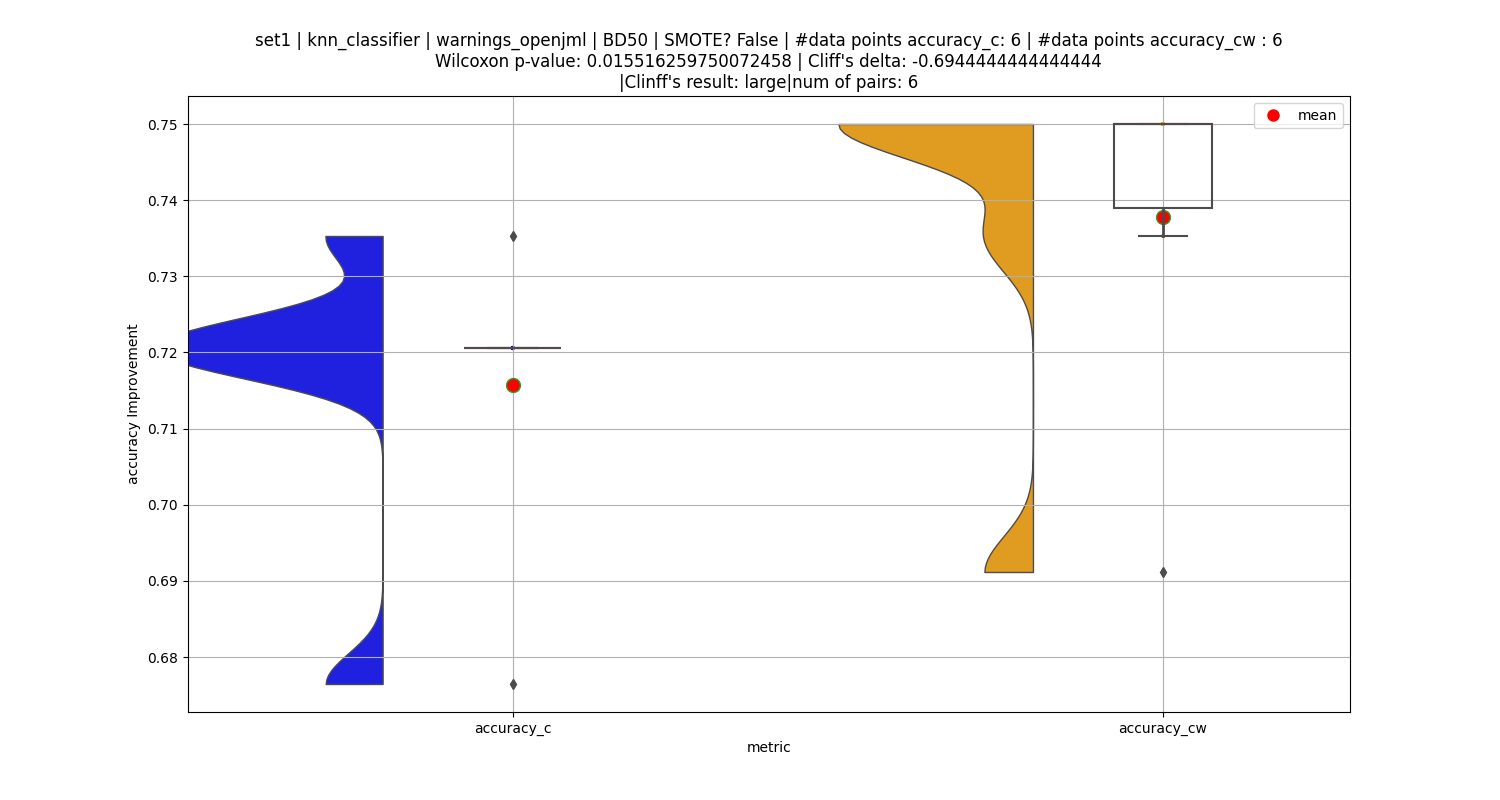 set1 | knn_classifier | warnings_openjml | BD50 | SMOTE? False | #data points accuracy_c: 6 | #data points accuracy_cw : 6
Wilcoxon p-value: 0.015516259750072458 | Cliff's delta: -0.6944444444444444
|Clinff's result: large|num of pairs: 6
mean
0.75
0.74
0.73
0.72
0.71
0.70
0.69
0.68
accuracy Improvement
accuracy_c
accuracy_cw
metric